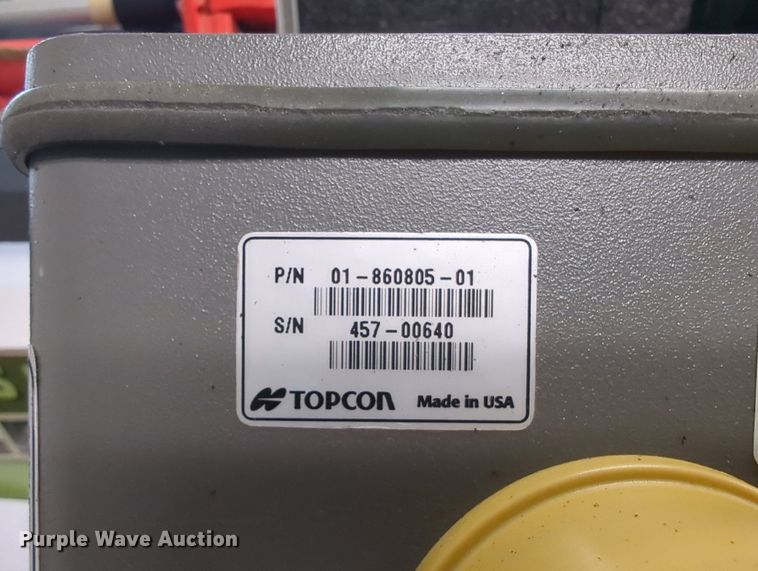 P/N 01-860805-01
S/N 457-00640
TOPCON Made in USA
Purple Wave Auction